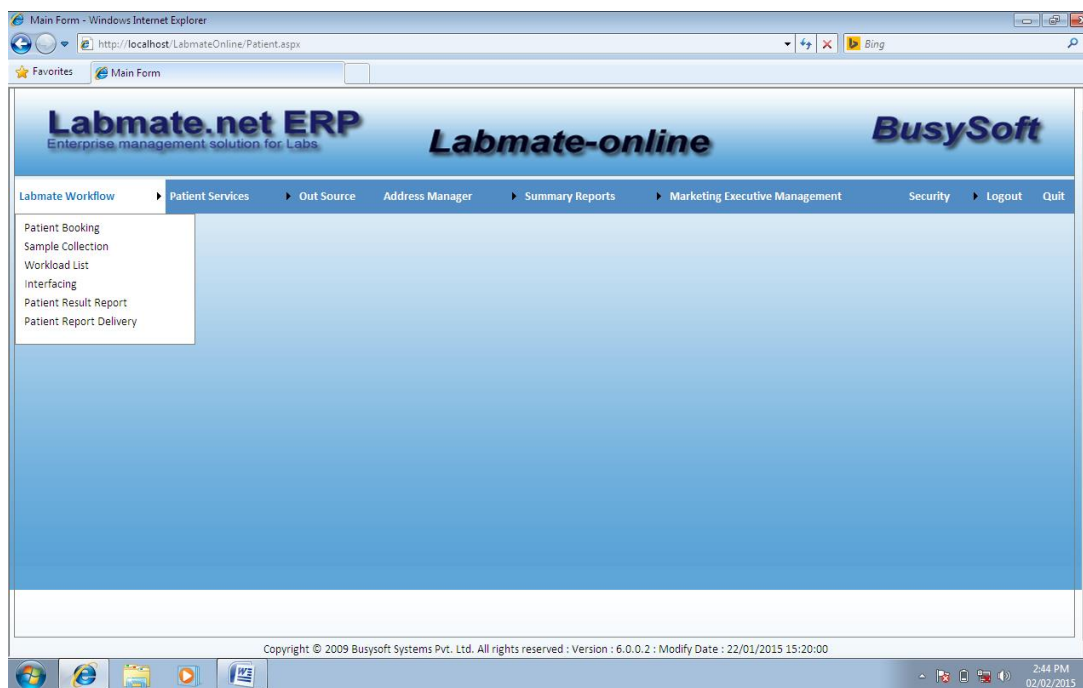 Main Form - Windows Internet Explorer
http://localhost/LabmateOnline/Patient.aspx
Bing
Favorites Main Form
Labmate.net ERP
Enterprise management solution for Labs
Labmate-online
BusySoft
Labmate Workflow Patient Services Out Source Address Manager Summary Reports Marketing Executive Management Security Logout Quit
Patient Booking
Sample Collection
Workload List
Interfacing
Patient Result Report
Patient Report Delivery
Copyright © 2009 Busysoft Systems Pvt. Ltd. All rights reserved : Version : 6.0.0.2 : Modify Date : 22/01/2015 15:20:00
2:44 PM
02/02/2015